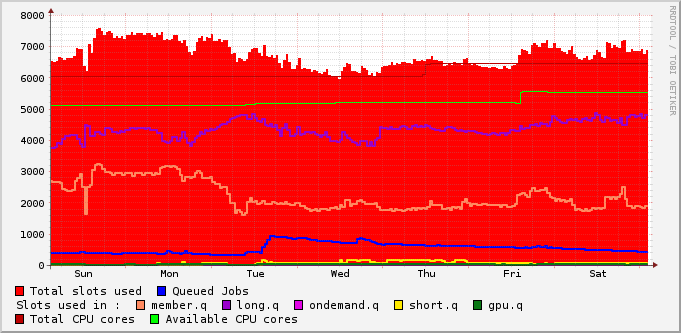 8000
7000
6000
5000
4000
3000
2000
1000
0
Sun Mon Tue Wed Thu Fri Sat
Total slots used Queued Jobs
Slots used in : member.q long.q ondemand.q short.q gpu.q
Total CPU cores Available CPU cores
RRDTOOL / TOBI OETIKER